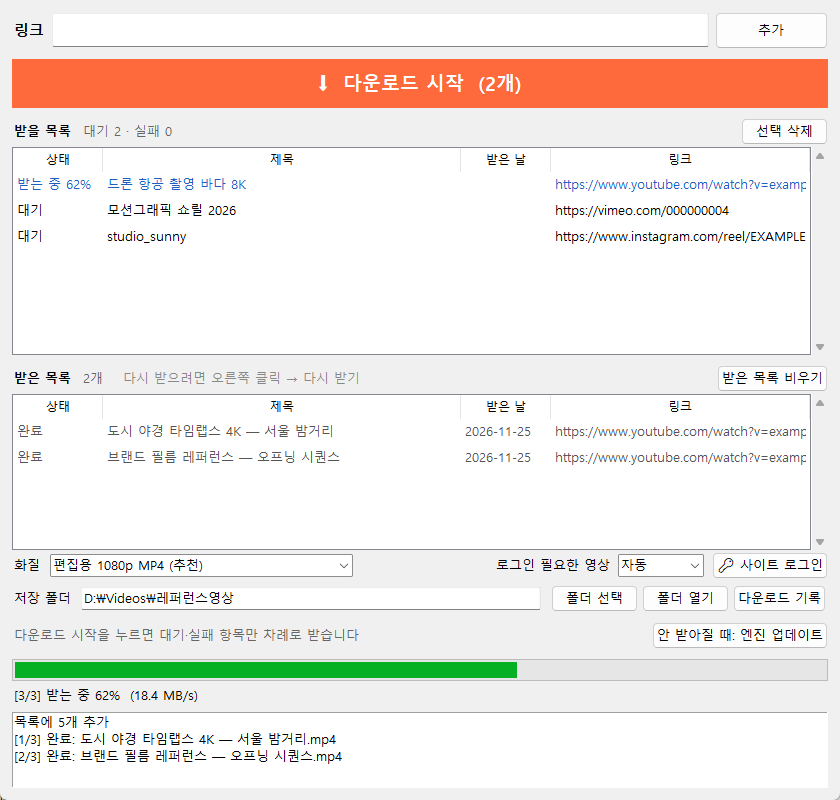 링크 추가
⬇ 다운로드 시작 (2개)
받을 목록 대기 2 · 실패 0 선택 삭제
상태 제목 받은 날 링크
받는 중 62% 드론 항공 촬영 바다 8K https://www.youtube.com/watch?v=examp
대기 모션그래픽 쇼릴 2026 https://vimeo.com/000000004
대기 studio_sunny https://www.instagram.com/reel/EXAMPLE
받은 목록 2개 다시 받으려면 오른쪽 클릭 → 다시 받기 받은 목록 비우기
상태 제목 받은 날 링크
완료 도시 야경 타임랩스 4K — 서울 밤거리 2026-11-25 https://www.youtube.com/watch?v=examp
완료 브랜드 필름 레퍼런스 — 오프닝 시퀀스 2026-11-25 https://www.youtube.com/watch?v=examp
화질 편집용 1080p MP4 (추천) 로그인 필요한 영상 자동 사이트 로그인
저장 폴더 D:₩Videos₩레퍼런스영상 폴더 선택 폴더 열기 다운로드 기록
다운로드 시작을 누르면 대기·실패 항목만 차례로 받습니다 안 받아질 때: 엔진 업데이트
[3/3] 받는 중 62% (18.4 MB/s)
목록에 5개 추가
[1/3] 완료: 도시 야경 타임랩스 4K — 서울 밤거리.mp4
[2/3] 완료: 브랜드 필름 레퍼런스 — 오프닝 시퀀스.mp4